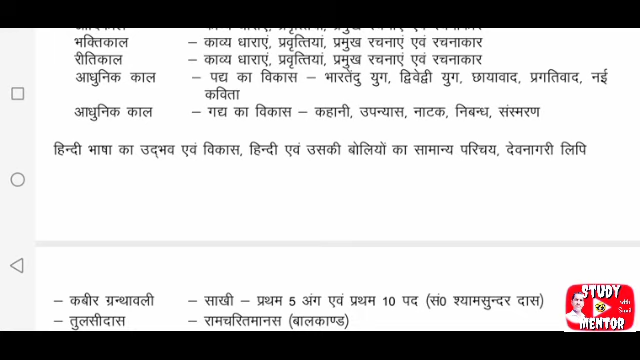 भक्तिकाल – काव्य धाराएं, प्रवृत्तियां, प्रमुख रचनाएं एवं रचनाकार
रीतिकाल – काव्य धाराएं, प्रवृत्तियां, प्रमुख रचनाएं एवं रचनाकार
आधुनिक काल – पद्य का विकास – भारतेंदु युग, द्विवेद्वी युग, छायावाद, प्रगतिवाद, नई
कविता
आधुनिक काल – गद्य का विकास – कहानी, उपन्यास, नाटक, निबन्ध, संस्मरण
हिन्दी भाषा का उद्भव एवं विकास, हिन्दी एवं उसकी बोलियों का सामान्य परिचय, देवनागरी लिपि
– कबीर ग्रन्थावली – साखी – प्रथम 5 अंग एवं प्रथम 10 पद (सं0 श्यामसुन्दर दास)
– तुलसीदास – रामचरितमानस (बालकाण्ड)
STUDY
with
MENTOR